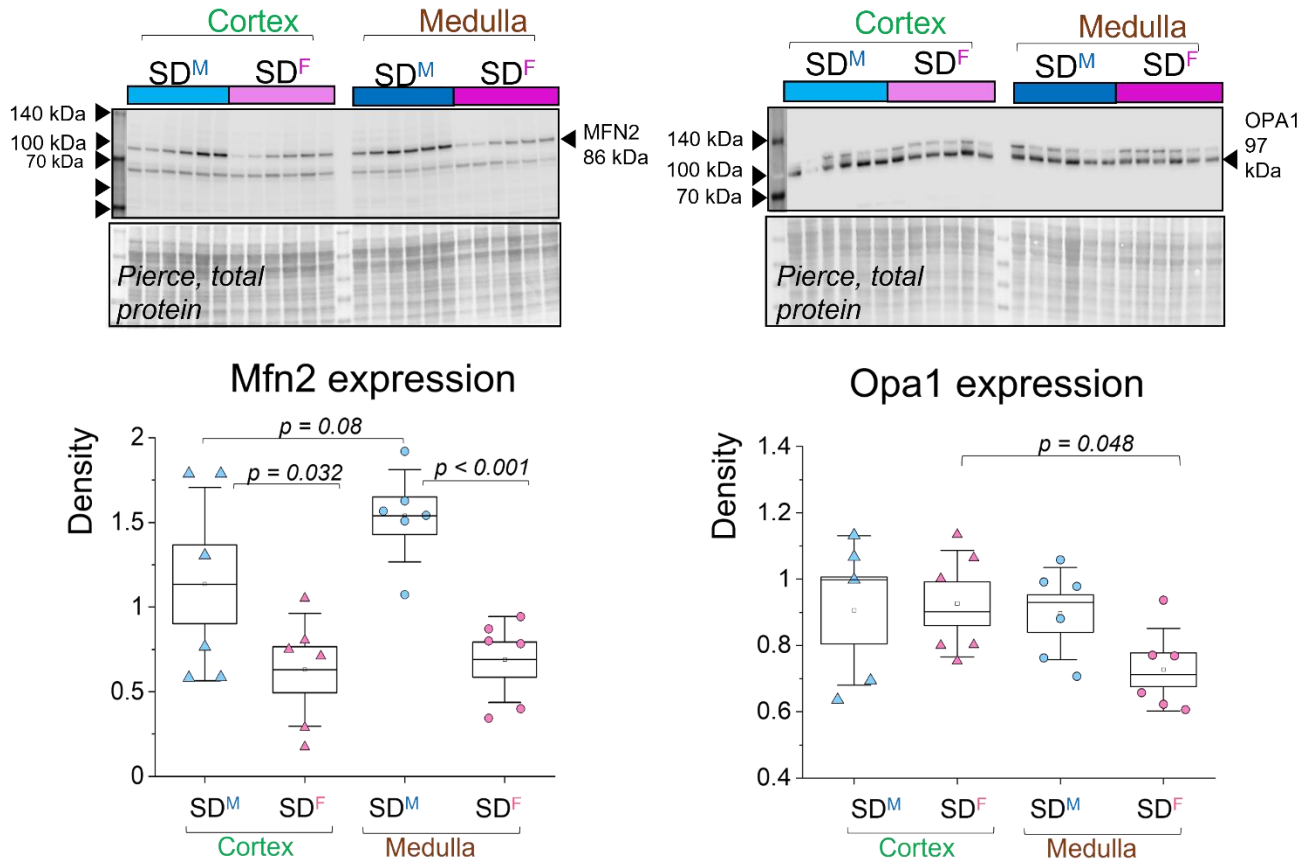 Cortex
Medulla
SDM
SDF
SDM
SDF
140 kDa
100 kDa
70 kDa
MFN2
86 kDa
Pierce, total
protein
Cortex
Medulla
SDM
SDF
SDM
SDF
140 kDa
100 kDa
70 kDa
OPA1
97
kDa
Pierce, total
protein
Mfn2 expression
Density
2
1.5
1
0.5
0
p = 0.08
p = 0.032
p < 0.001
SDM
SDF
SDM
SDF
Cortex
Medulla
Opa1 expression
Density
1.4
1.2
1
0.8
0.6
0.4
p = 0.048
SDM
SDF
SDM
SDF
Cortex
Medulla